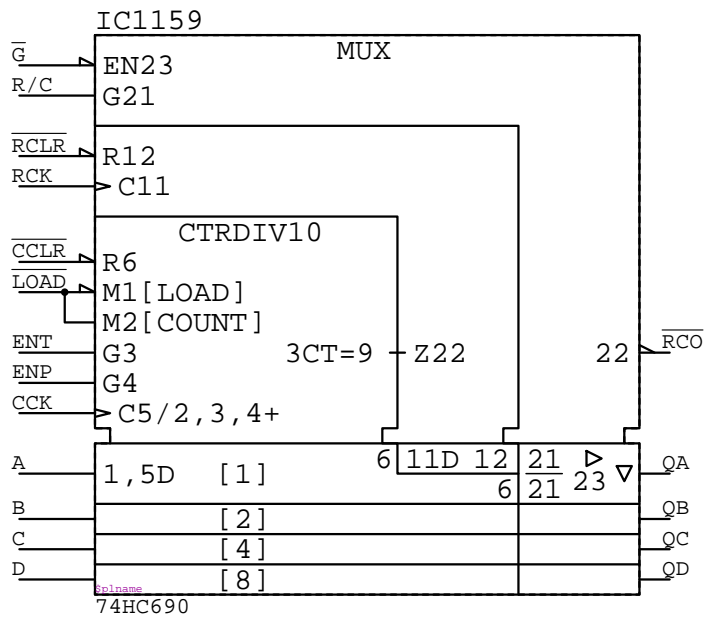 IC1159
MUX
G
EN23
R/C
G21
RCLR
R12
RCK
C11
CTRDIV10
CCLR
R6
LOAD
M1[LOAD]
M2[COUNT]
ENT
G3
3CT=9
Z22
22
RCO
ENP
G4
CCK
C5/2,3,4+
A
1,5D
[1]
6
11D
12
21
6
21
23
QA
B
[2]
QB
C
[4]
QC
D
[8]
QD
$plname
74HC690